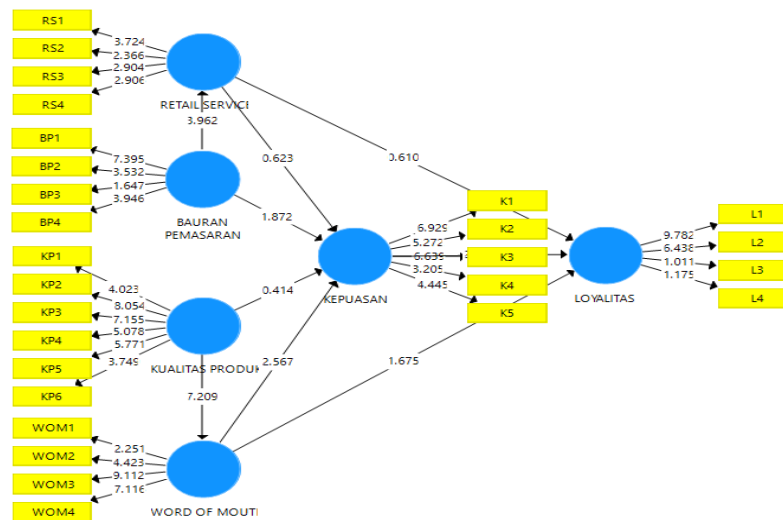 RS1
RS2
RS3
RS4
3.724
2.366
2.904
2.906
RETAIL SERVICE
3.962
BP1
BP2
BP3
BP4
7.395
3.532
1.647
3.946
BAURAN
PEMASARAN
0.623
0.610
1.872
KP1
KP2
KP3
KP4
KP5
KP6
4.023
8.054
7.155
5.078
5.771
3.749
KUALITAS PRODUK
0.414
7.209
2.567
1.675
WOM1
WOM2
WOM3
WOM4
2.251
4.423
9.112
7.116
WORD OF MOUTH
KEPUASAN
6.929
5.272
6.639
3.205
4.445
K1
K2
K3
K4
K5
LOYALITAS
9.782
6.438
1.011
1.175
L1
L2
L3
L4